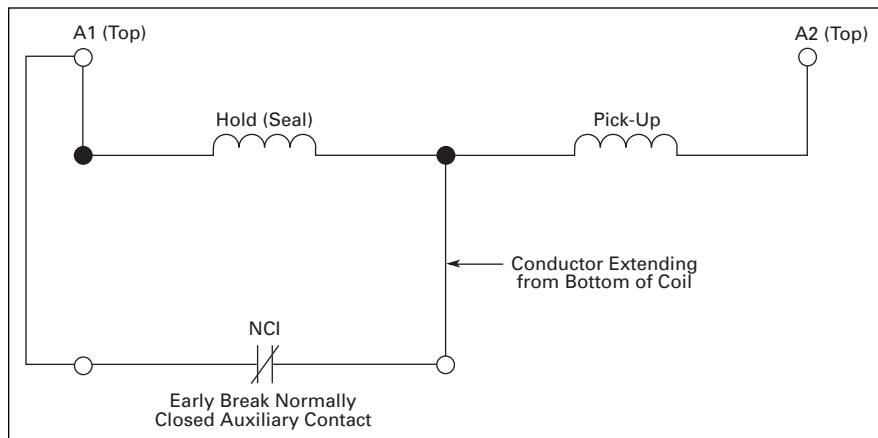 A1 (Top)
A2 (Top)
Hold (Seal)
Pick-Up
Conductor Extending
from Bottom of Coil
NCI
Early Break Normally
Closed Auxiliary Contact